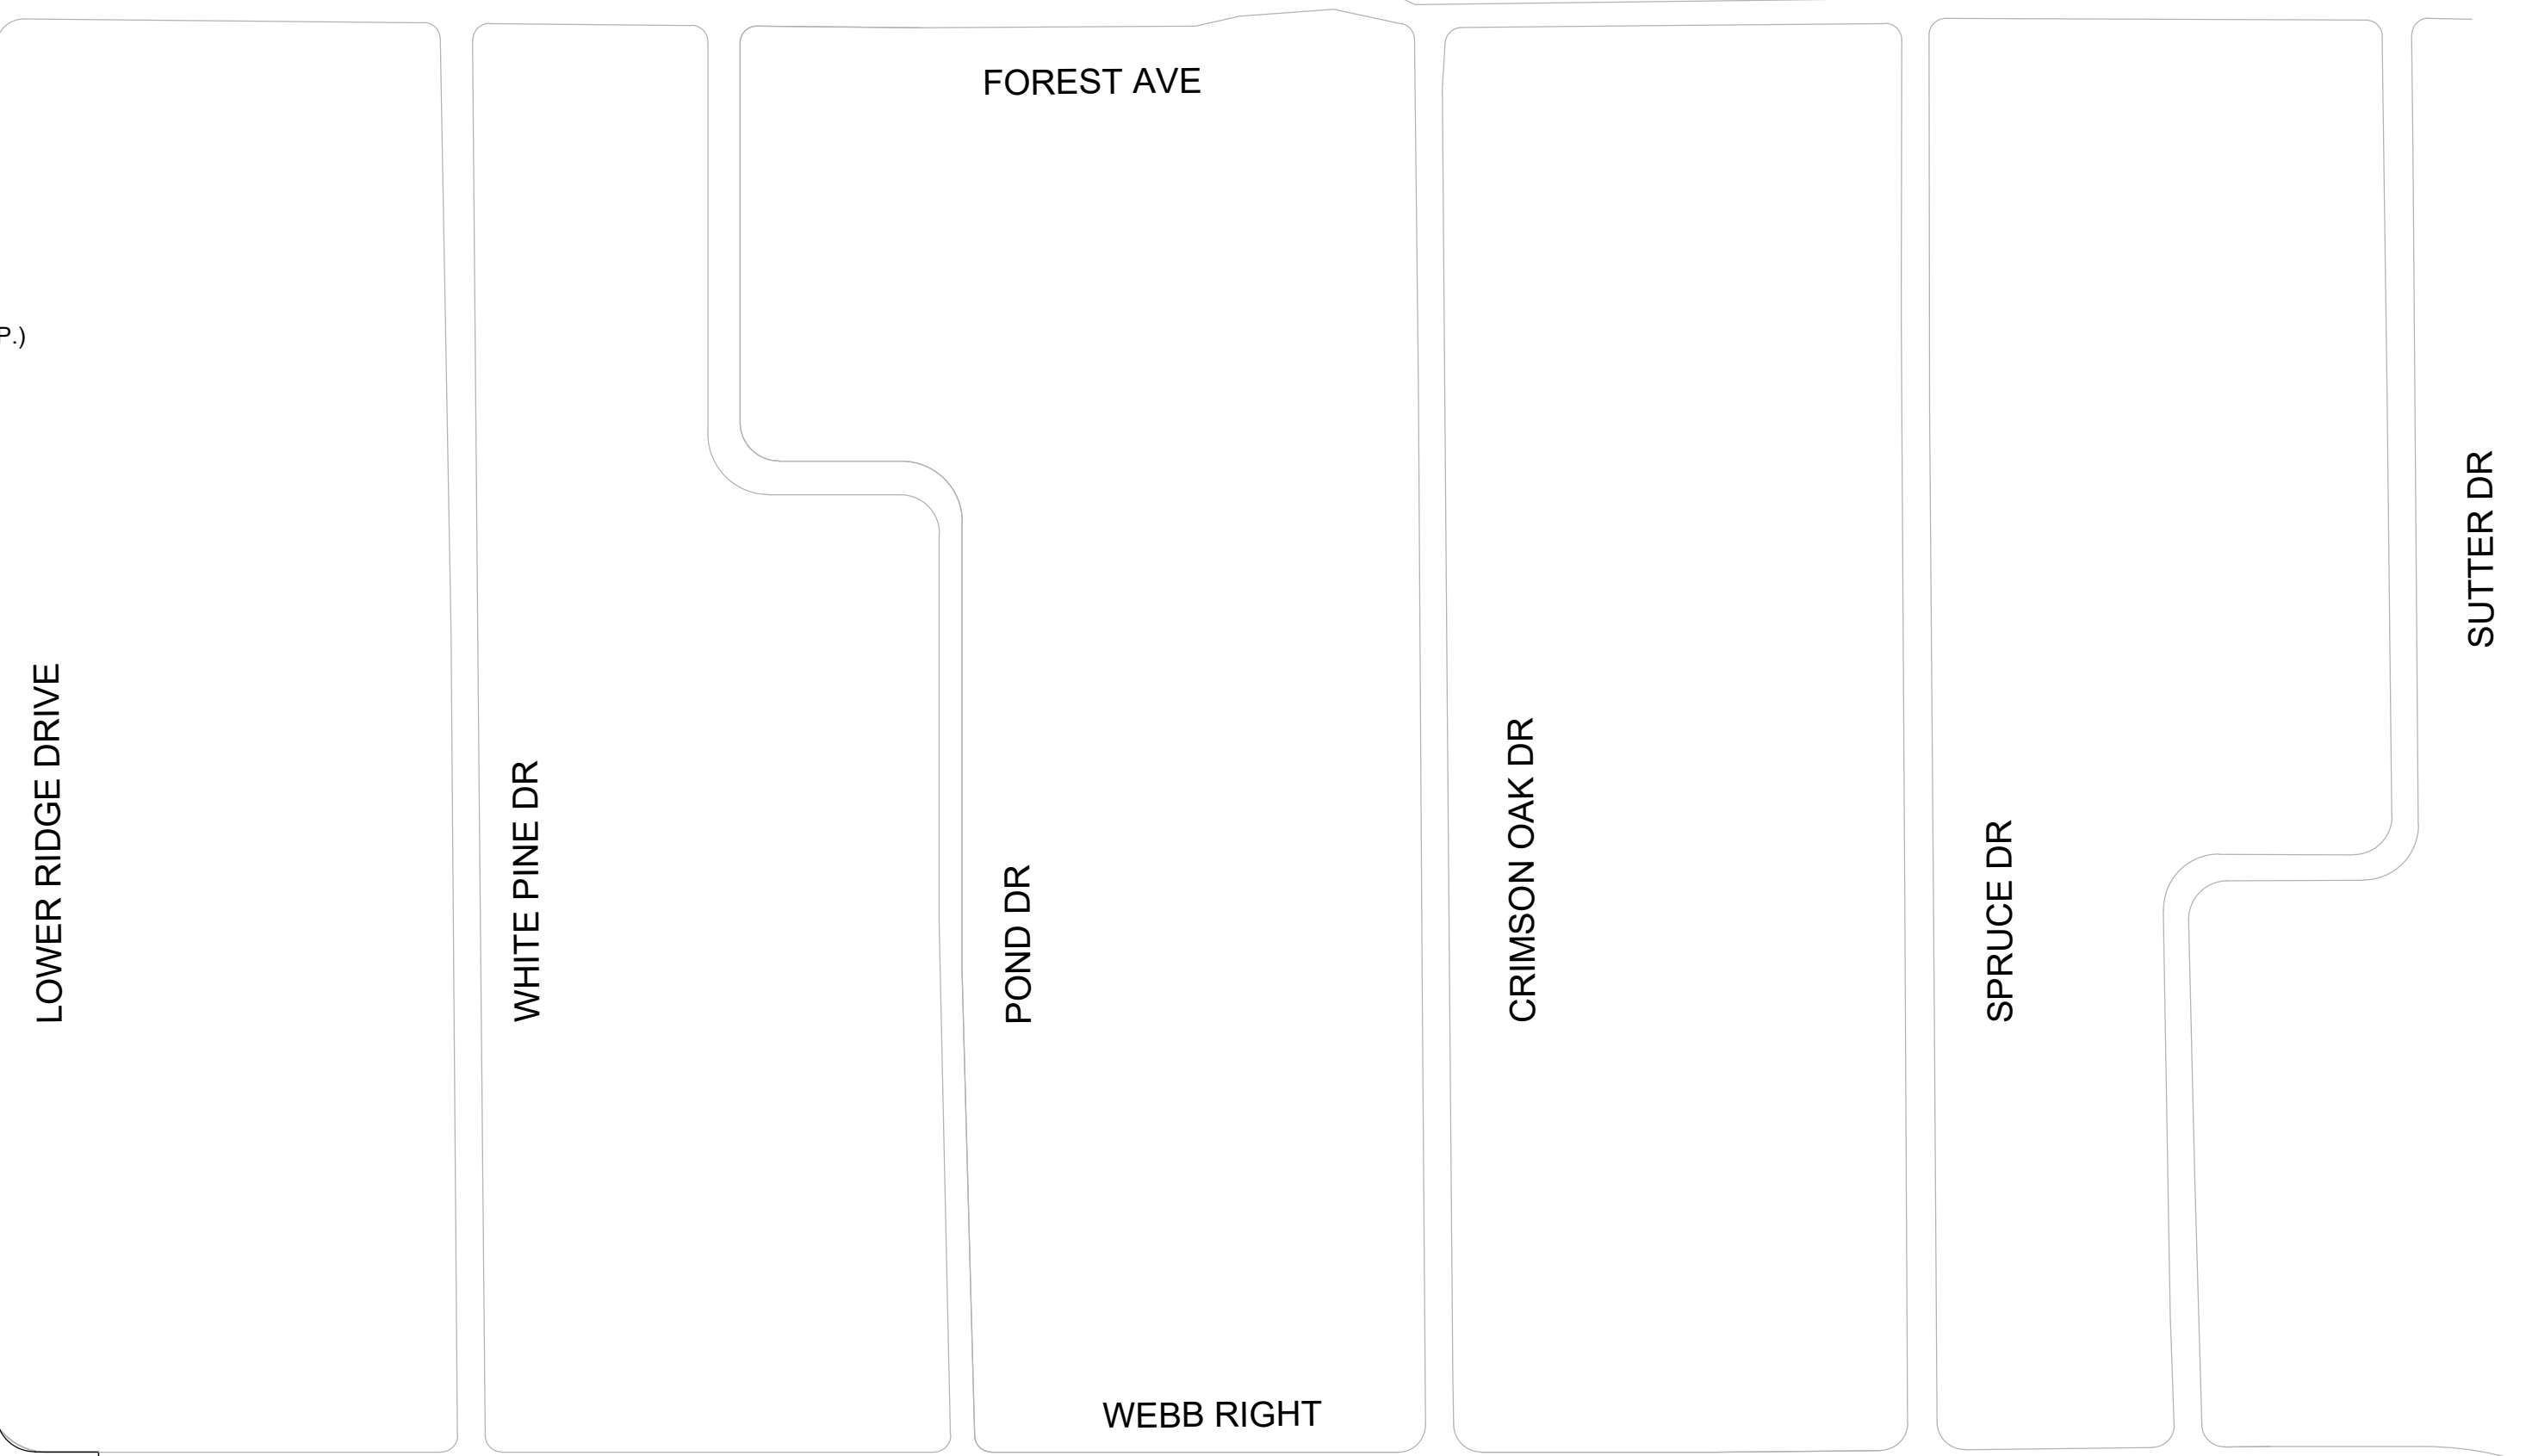 FOREST AVE
P.)
LOWER RIDGE DRIVE
WHITE PINE DR
POND DR
CRIMSON OAK DR
SPRUCE DR
SUTTER DR
WEBB RIGHT